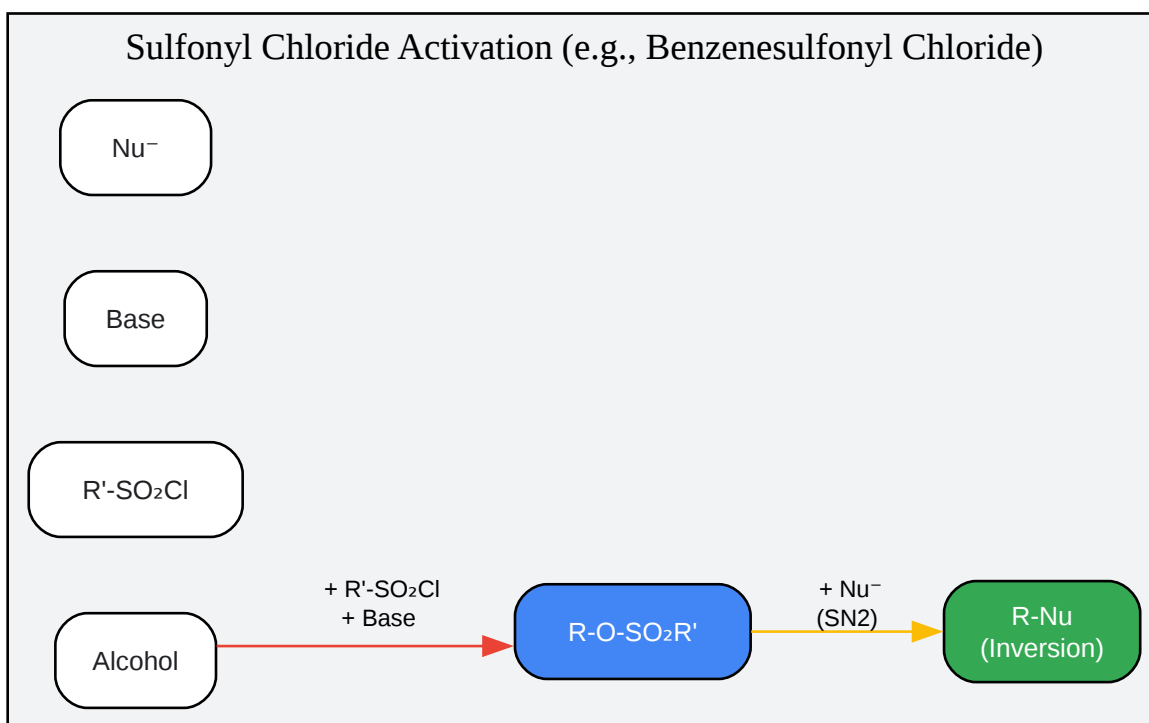 Sulfonyl Chloride Activation (e.g., Benzenesulfonyl Chloride)
Nu⁻
Base
R'-SO₂Cl
Alcohol
+ R'-SO₂Cl
+ Base
R-O-SO₂R'
+ Nu⁻
(SN2)
R-Nu
(Inversion)